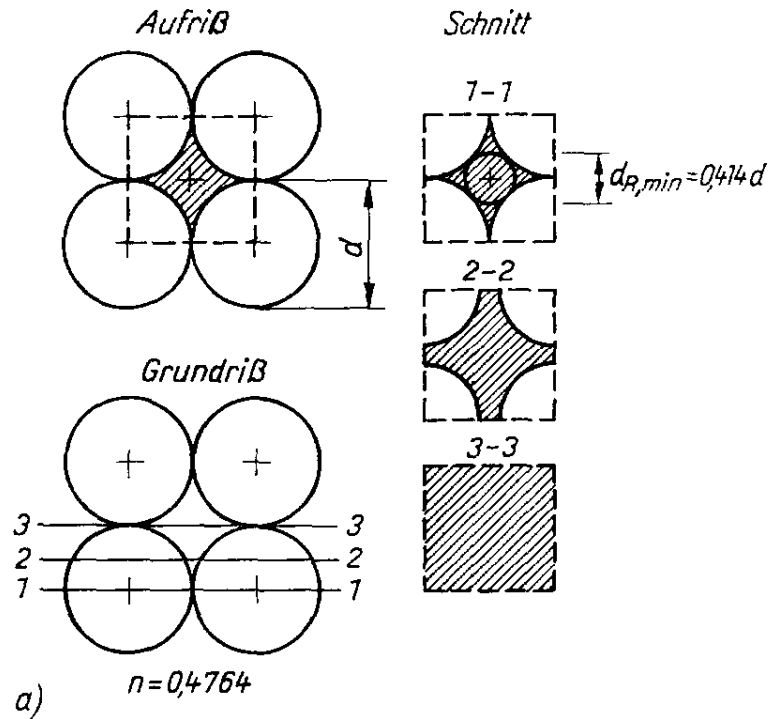 Aufriß
Schnitt
1-1
d_R,min = 0,414d
d
2-2
Grundriß
3-3
3 3
2 2
1 1
n = 0,4764
a)